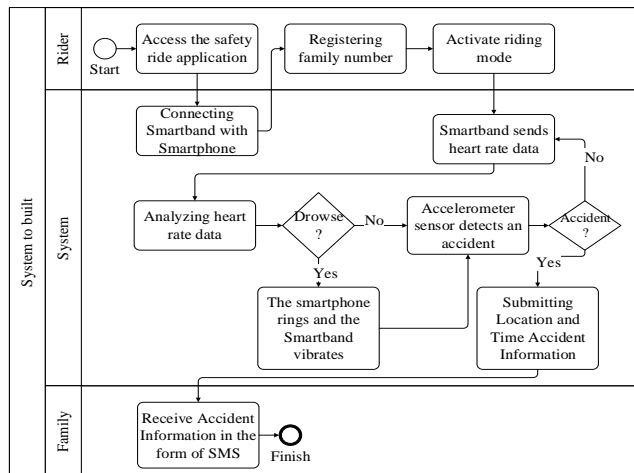 System to built
Rider
Start
Access the safety
ride application
Registering
family number
Activate riding
mode
System
Connecting
Smartband with
Smartphone
Smartband sends
heart rate data
No
Analyzing heart
rate data
Drowse
?
No
Accelerometer
sensor detects an
accident
Accident
?
Yes
Yes
The smartphone
rings and the
Smartband
vibrates
Submitting
Location and
Time Accident
Information
Family
Receive Accident
Information in the
form of SMS
Finish